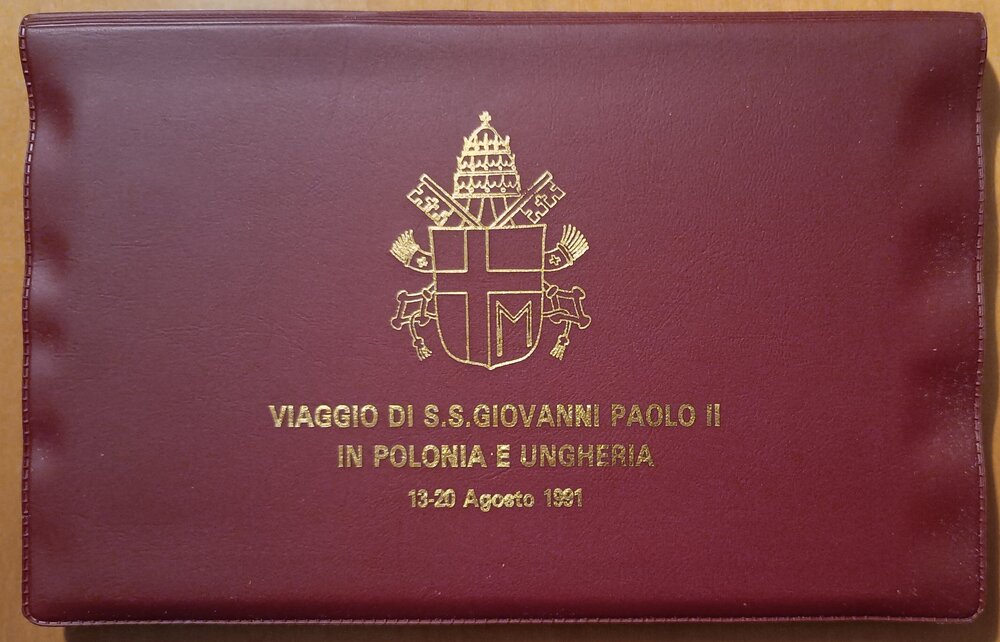 M
VIAGGIO DI S.S.GIOVANNI PAOLO II
IN POLONIA E UNGHERIA
13-20 Agosto 1991